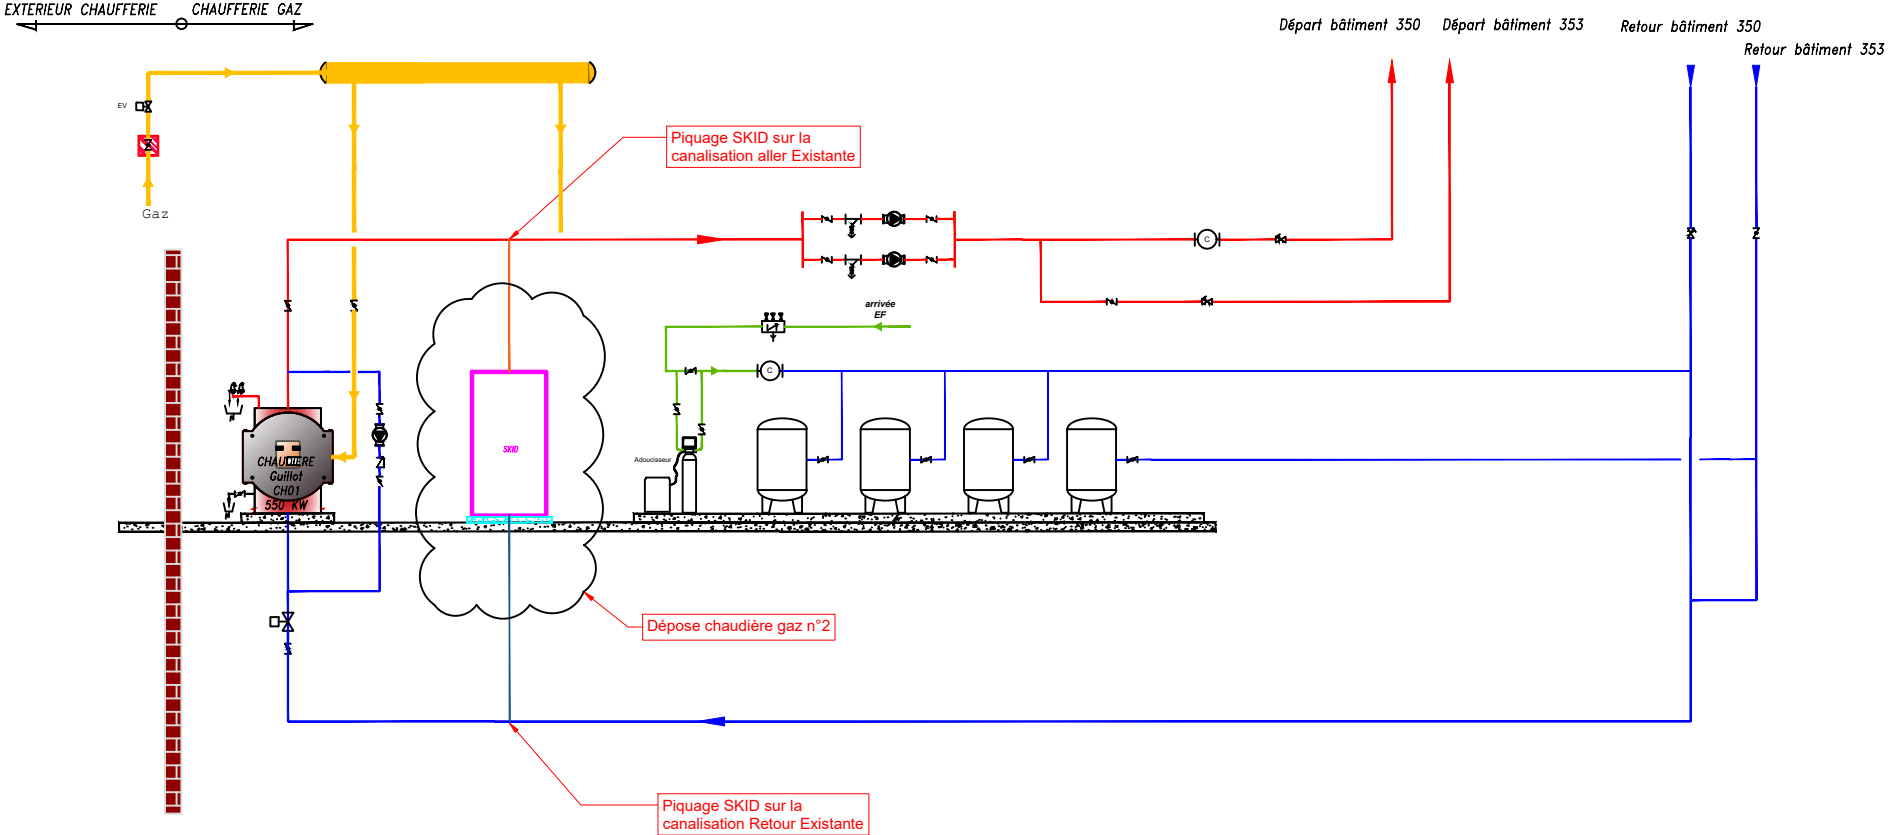 EXTERIEUR CHAUFFERIE
CHAUFFERIE GAZ
Départ bâtiment 350
Départ bâtiment 353
Retour bâtiment 350
Retour bâtiment 353
EV
Gaz
Piquage SKID sur la
canalisation aller Existante
arrivée
EF
C
C
SKID
Adoucisseur
CHAUDIERE
Guillot
CH01
550 KW
Dépose chaudière gaz n°2
Piquage SKID sur la
canalisation Retour Existante